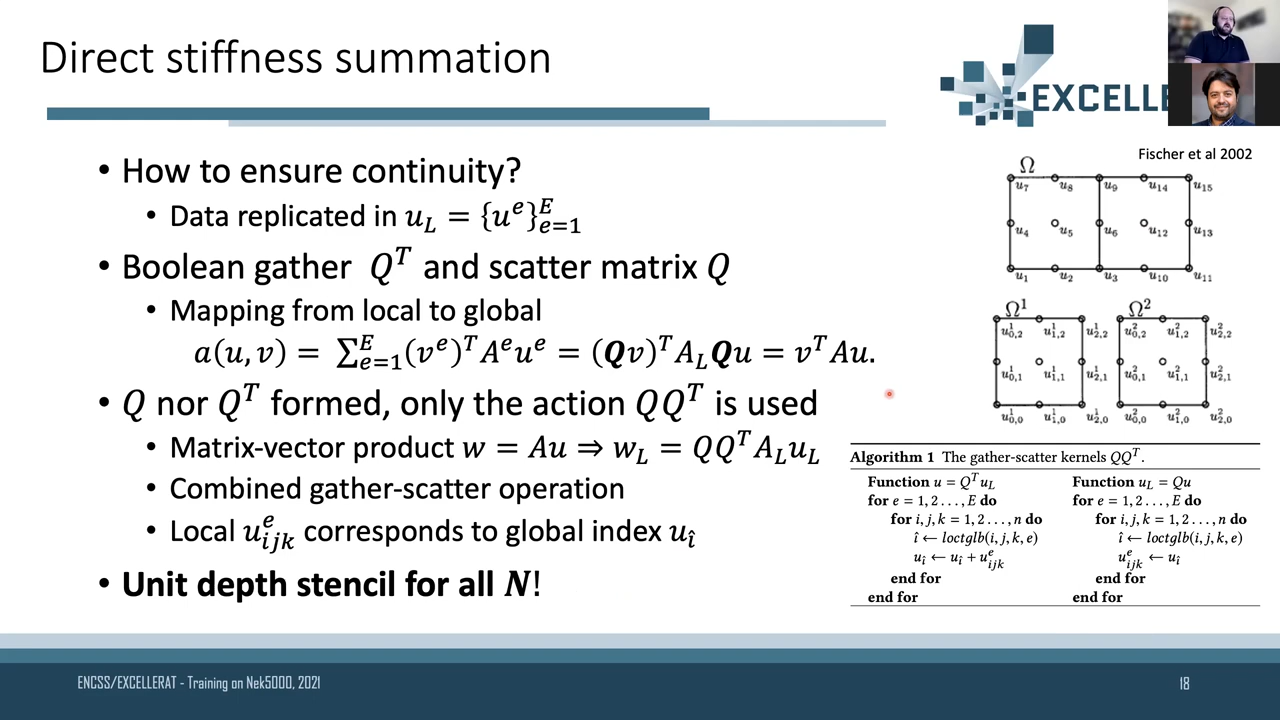 Direct stiffness summation
EXCELLE
Fischer et al 2002
• How to ensure continuity?
• Data replicated in u_L = {u^e}_{e=1}^E
• Boolean gather Q^T and scatter matrix Q
• Mapping from local to global
a(u, v) = ∑_{e=1}^E (v^e)^T A^e u^e = (Qv)^T A_L Qu = v^T Au.
• Q nor Q^T formed, only the action QQ^T is used
• Matrix-vector product w = Au ⇒ w_L = QQ^T A_L u_L
• Combined gather-scatter operation
• Local u^e_{ijk} corresponds to global index u_î
• Unit depth stencil for all N!
Ω
u_7 u_8 u_9 u_14 u_15
u_4 u_5 u_6 u_12 u_13
u_1 u_2 u_3 u_10 u_11
Ω^1 Ω^2
u^1_{0,2} u^1_{1,2} u^1_{2,2} u^2_{0,2} u^2_{1,2} u^2_{2,2}
u^1_{0,1} u^1_{1,1} u^1_{2,1} u^2_{0,1} u^2_{1,1} u^2_{2,1}
u^1_{0,0} u^1_{1,0} u^1_{2,0} u^2_{0,0} u^2_{1,0} u^2_{2,0}
Algorithm 1 The gather-scatter kernels QQ^T.
Function u = Q^T u_L
for e = 1, 2 . . . , E do
for i, j, k = 1, 2 . . . , n do
î ← loctglb(i, j, k, e)
u_î ← u_î + u^e_{ijk}
end for
end for
Function u_L = Qu
for e = 1, 2 . . . , E do
for i, j, k = 1, 2 . . . , n do
î ← loctglb(i, j, k, e)
u^e_{ijk} ← u_î
end for
end for
ENCSS/EXCELLERAT - Training on Nek5000, 2021
18